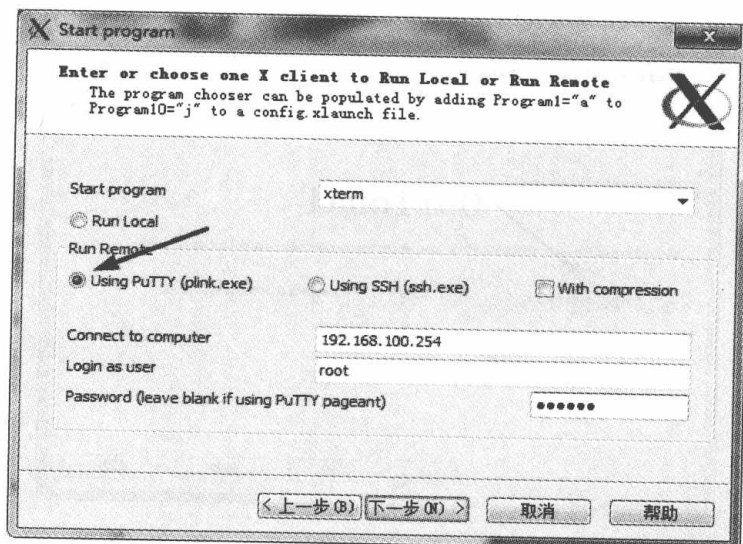 Start program
Enter or choose one X client to Run Local or Run Remote
The program chooser can be populated by adding Program1="a" to
Program10="j" to a config.xlaunch file.
Start program
xterm
Run Local
Run Remote
Using PuTTY (plink.exe)
Using SSH (ssh.exe)
With compression
Connect to computer
192.168.100.254
Login as user
root
Password (leave blank if using PuTTY pageant)
●●●●●●
< 上一步(B)
下一步(N) >
取消
帮助